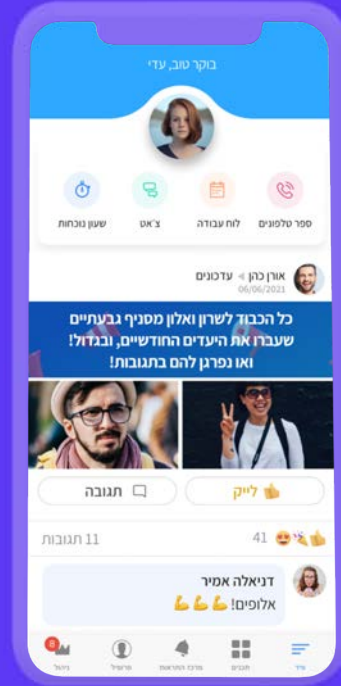 בוקר טוב, עדי
ספר טלפונים
לוח עבודה
צ׳אט
שעון נוכחות
אורן כהן ◂ עדכונים
06/06/2021
כל הכבוד לשרון ואלון מסניף גבעתיים
שעברו את היעדים החודשיים, ובגדול!
ואו נפרגן להם בתגובות!
לייק
תגובה
41
11 תגובות
דניאלה אמיר
אלופים!
פיד
תכנים
מרכז התראות
פרופיל
ניהול
8